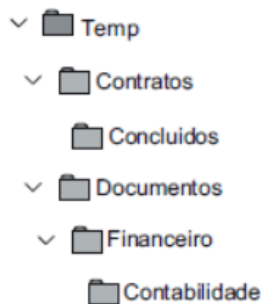 Temp
Contratos
Concluidos
Documentos
Financeiro
Contabilidade